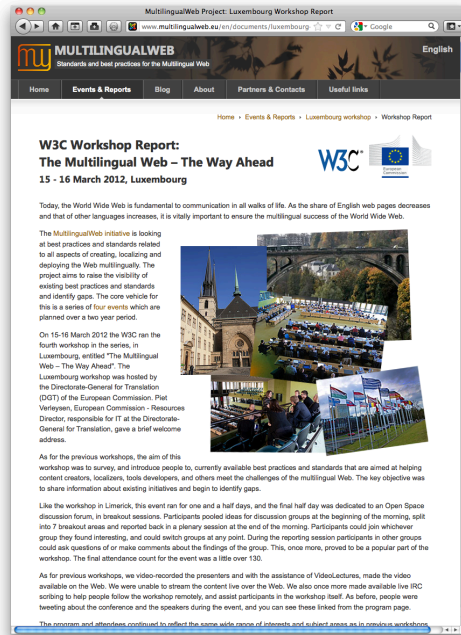 MultilingualWeb Project: Luxembourg Workshop Report
www.multilingualweb.eu/en/documents/luxembourg-
Google
MULTILINGUALWEB
Standards and best practices for the Multilingual Web
English
Home
Events & Reports
Blog
About
Partners & Contacts
Useful links
Home › Events & Reports › Luxembourg workshop › Workshop Report
W3C Workshop Report:
The Multilingual Web – The Way Ahead
15 - 16 March 2012, Luxembourg
W3C
European
Commission
Today, the World Wide Web is fundamental to communication in all walks of life. As the share of English web pages decreases
and that of other languages increases, it is vitally important to ensure the multilingual success of the World Wide Web.
The MultilingualWeb initiative is looking
at best practices and standards related
to all aspects of creating, localizing and
deploying the Web multilingually. The
project aims to raise the visibility of
existing best practices and standards
and identify gaps. The core vehicle for
this is a series of four events which are
planned over a two year period.
On 15-16 March 2012 the W3C ran the
fourth workshop in the series, in
Luxembourg, entitled "The Multilingual
Web – The Way Ahead". The
Luxembourg workshop was hosted by
the Directorate-General for Translation
(DGT) of the European Commission. Piet
Verleysen, European Commission - Resources
Director, responsible for IT at the Directorate-
General for Translation, gave a brief welcome
address.
As for the previous workshops, the aim of this
workshop was to survey, and introduce people to, currently available best practices and standards that are aimed at helping
content creators, localizers, tools developers, and others meet the challenges of the multilingual Web. The key objective was
to share information about existing initiatives and begin to identify gaps.
Like the workshop in Limerick, this event ran for one and a half days, and the final half day was dedicated to an Open Space
discussion forum, in breakout sessions. Participants pooled ideas for discussion groups at the beginning of the morning, split
into 7 breakout areas and reported back in a plenary session at the end of the morning. Participants could join whichever
group they found interesting, and could switch groups at any point. During the reporting session participants in other groups
could ask questions of or make comments about the findings of the group. This, once more, proved to be a popular part of the
workshop. The final attendance count for the event was a little over 130.
As for previous workshops, we video-recorded the presenters and with the assistance of VideoLectures, made the video
available on the Web. We were unable to stream the content live over the Web. We also once more made available live IRC
scribing to help people follow the workshop remotely, and assist participants in the workshop itself. As before, people were
tweeting about the conference and the speakers during the event, and you can see these linked from the program page.
The program and attendees continued to reflect the same wide range of interests and subject areas as in previous workshops